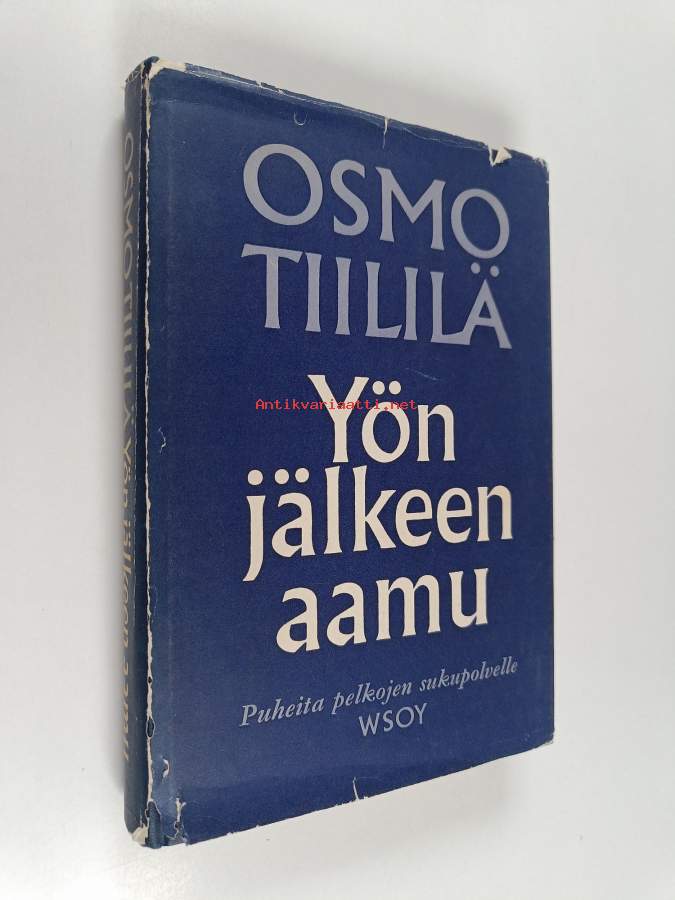 OSMO
TIILILÄ
Antikvariaatti.net
Yön
jälkeen
aamu
Puheita pelkojen sukupolvelle
WSOY
OSMO TIILILÄ Yön jälkeen aamu